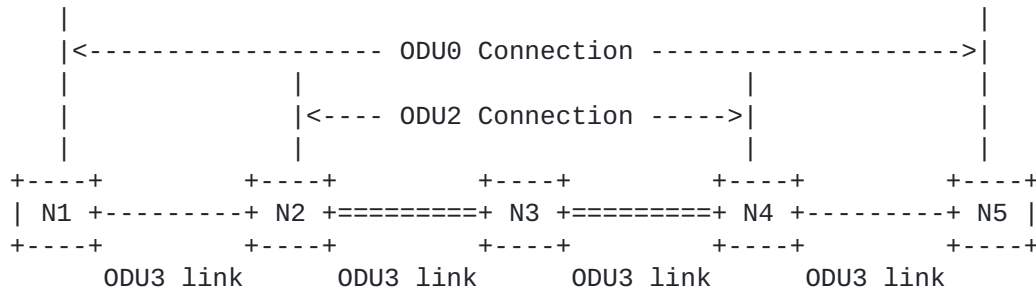 |<------------------- ODU0 Connection ------------------->|
|<---- ODU2 Connection ----->|
| N1 +---------+ N2 +=========+ N3 +=========+ N4 +---------+ N5 |
ODU3 link ODU3 link ODU3 link ODU3 link